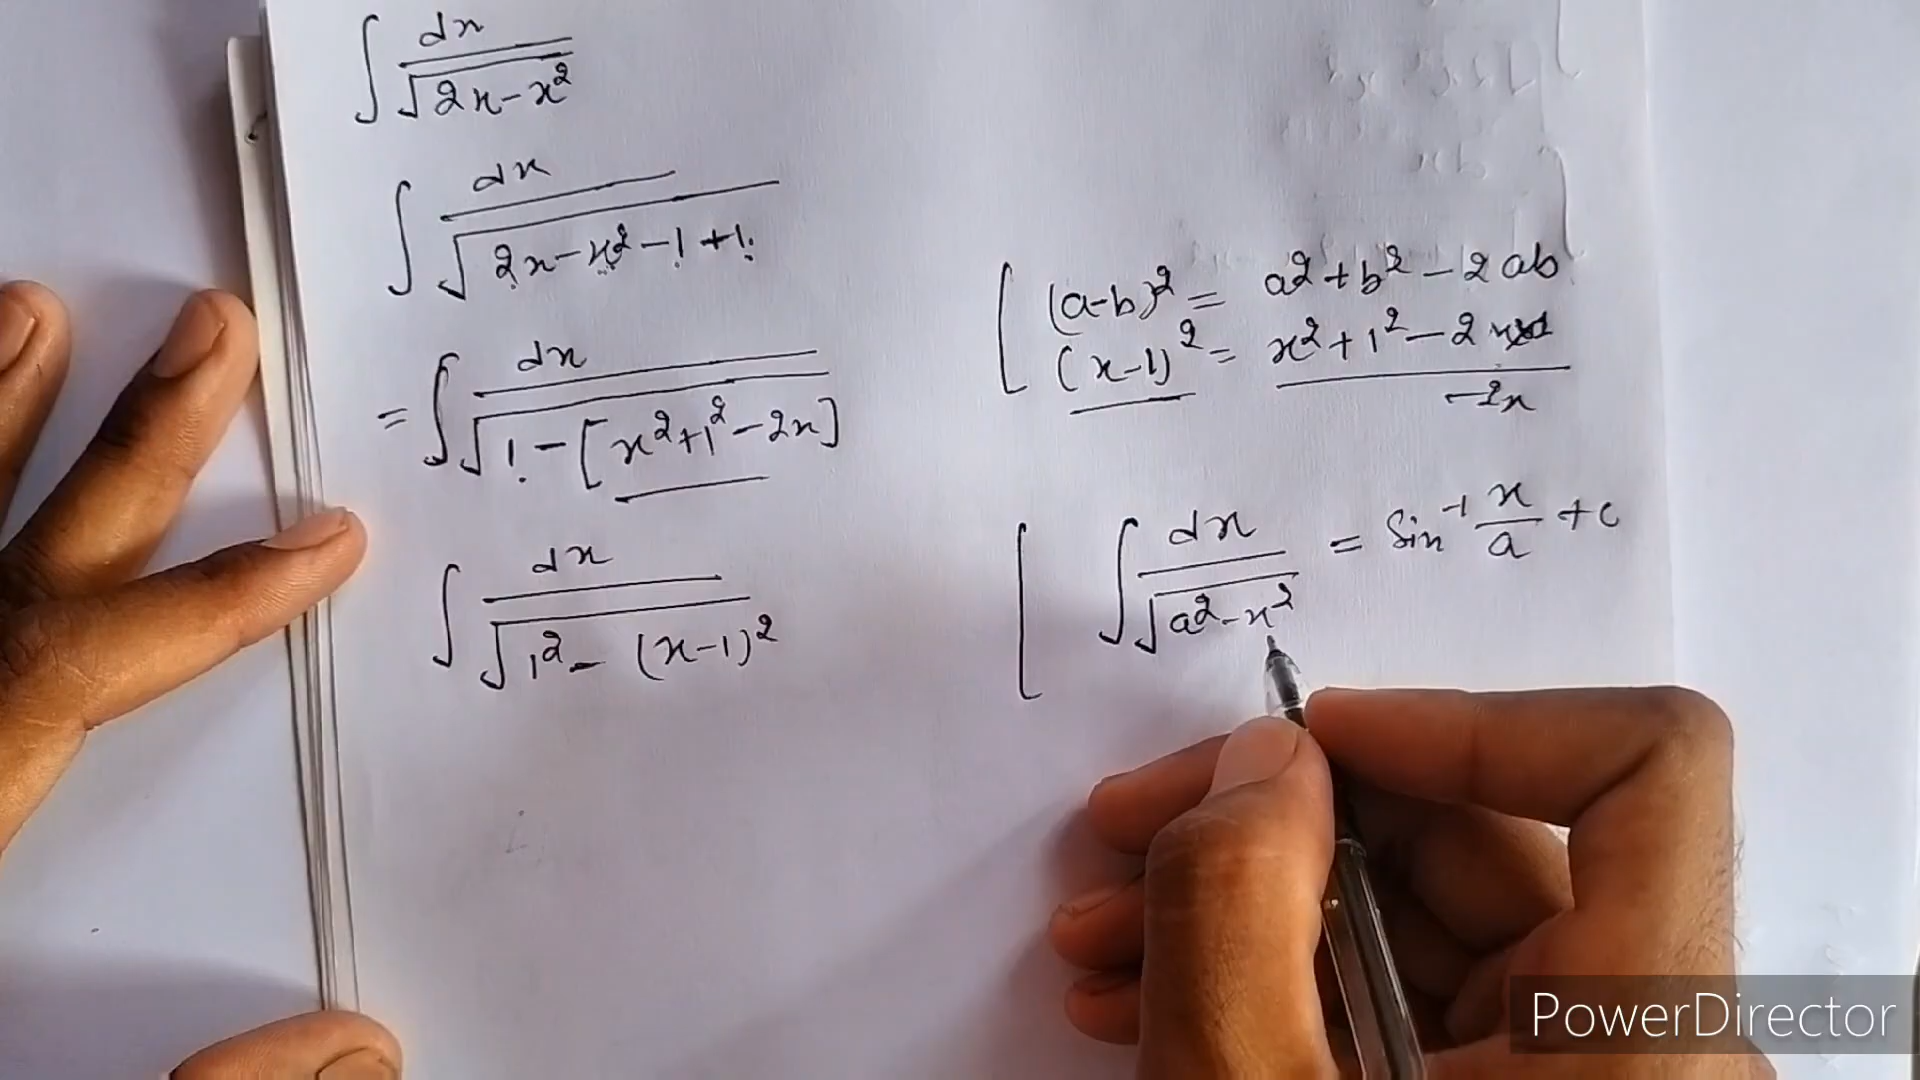 ∫ dx / √(2x-x²)
∫ dx / √(2x-x²-1+1)
= ∫ dx / √(1-[x²+1²-2x])
∫ dx / √(1²-(x-1)²)
(a-b)² = a²+b²-2ab
(x-1)² = x²+1²-2
-2x
∫ dx / √(a²-x²) = Sin⁻¹ x/a + c
PowerDirector